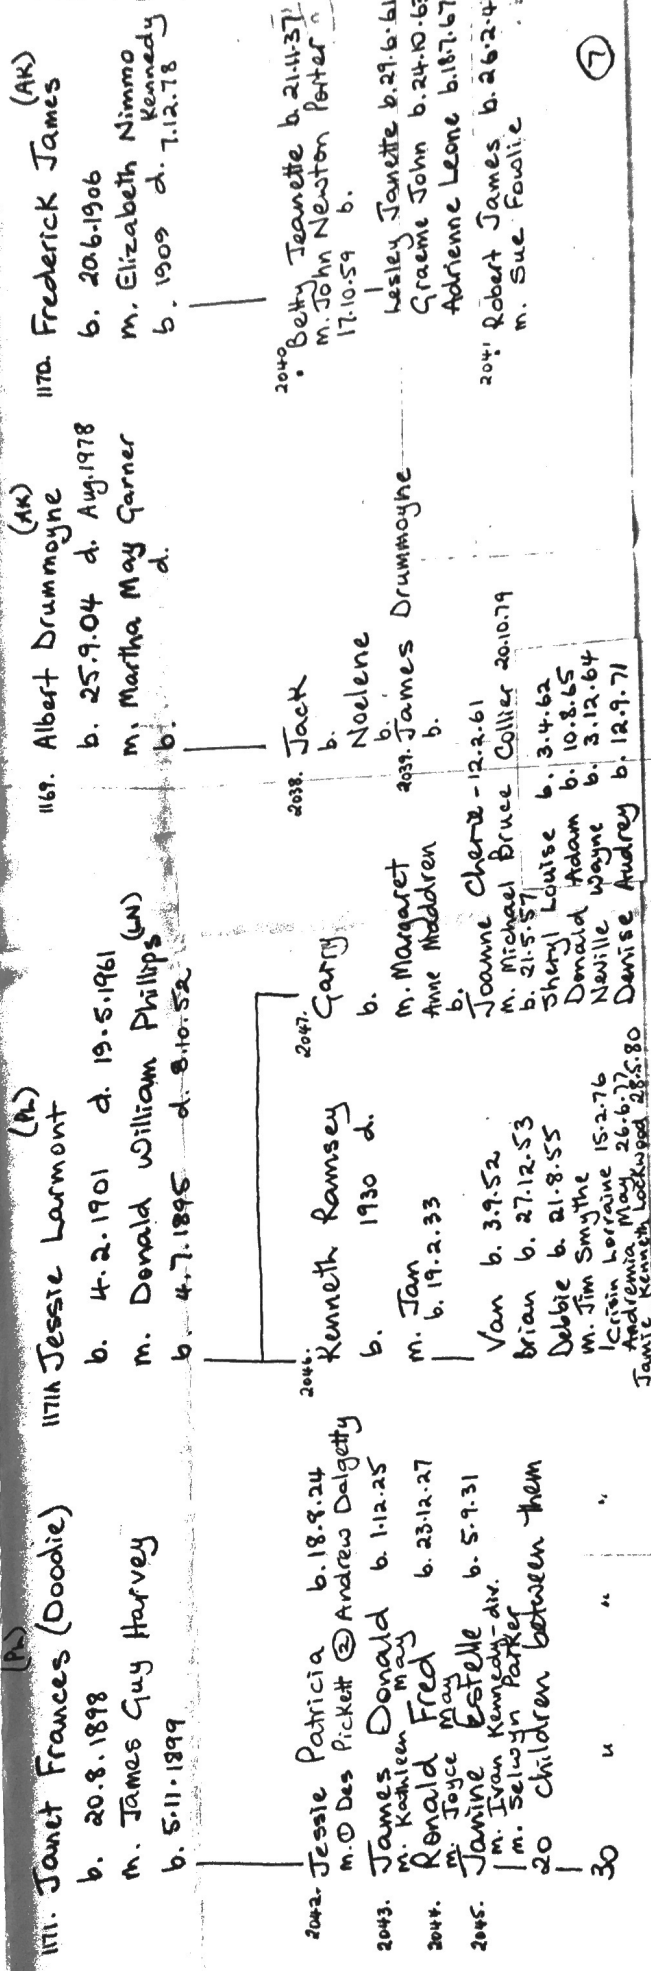 (PL)
1171. Janet Frances (Doodie)
b. 20.8.1898
m. James Guy Harvey
b. 5.11.1899
2042. Jessie Patricia b. 18.9.24
m. ① Des Pickett ② Andrew Dalgetty
2043. James Donald b. 1.12.25
m. Kathleen May
2044. Ronald Fred b. 23.12.27
m. Joyce May
2045. Janine Estelle b. 5.9.31
m. Ivan Kennedy - div.
m. Selwyn Parker
20 children between them
30 " " "
(PL)
1171A Jessie Larmont
b. 4.2.1901 d. 19.5.1961
m. Donald William Phillips (LN)
b. 4.7.1895 d. 8.10.52
2046. Kenneth Ramsey
b. 1930 d.
m. Jan
b. 19.2.33
Van b. 3.9.52
Brian b. 27.12.53
Debbie b. 21.8.55
m. Jim Smythe
Lorraine 15.2.76
May 26.6.77
Jamie Kenneth Lockwood 28.5.80
2047. Garry
b.
m. Margaret
Anne Maddren
b.
Joanne Cherie - 12.2.61
m. Michael Bruce Collier 20.10.79
b. 21.5.57
Sheryl Louise b. 3.4.62
Donald Adam b. 10.8.65
Neville Wayne b. 3.12.64
Denise Audrey b. 12.9.71
(AK)
1169. Albert Drummoyne
b. 25.9.04 d. Aug. 1978
m. Martha May Garner
b. d.
2038. Jack
b.
Noelene
b.
2039. James Drummoyne
b.
(AK)
1170. Frederick James
b. 20.6.1906
m. Elizabeth Nimmo
Kennedy
b. 1909 d. 7.12.78
2040. Betty Jeanette b. 21.11.37
m. John Newton Porter
17.10.59 b.
Lesley Janette b. 29.6.61
Graeme John b. 24.10.6
Adrienne Leone b. 18.7.67
2041 Robert James b. 26.2.4
m. Sue Fowlie
7